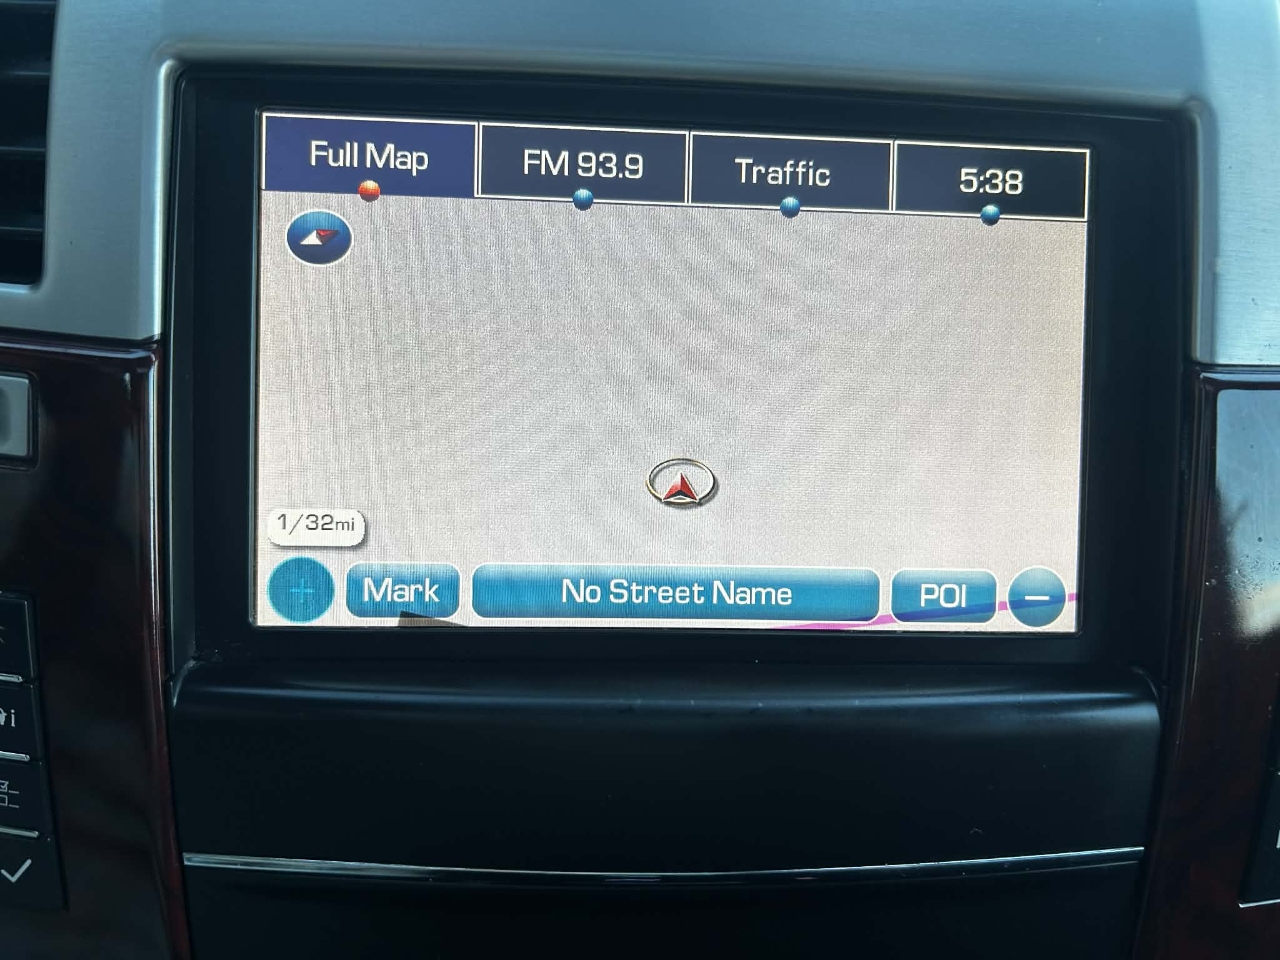 Full Map
FM 93.9
Traffic
5:38
1/32mi
+
Mark
No Street Name
POI
−
i